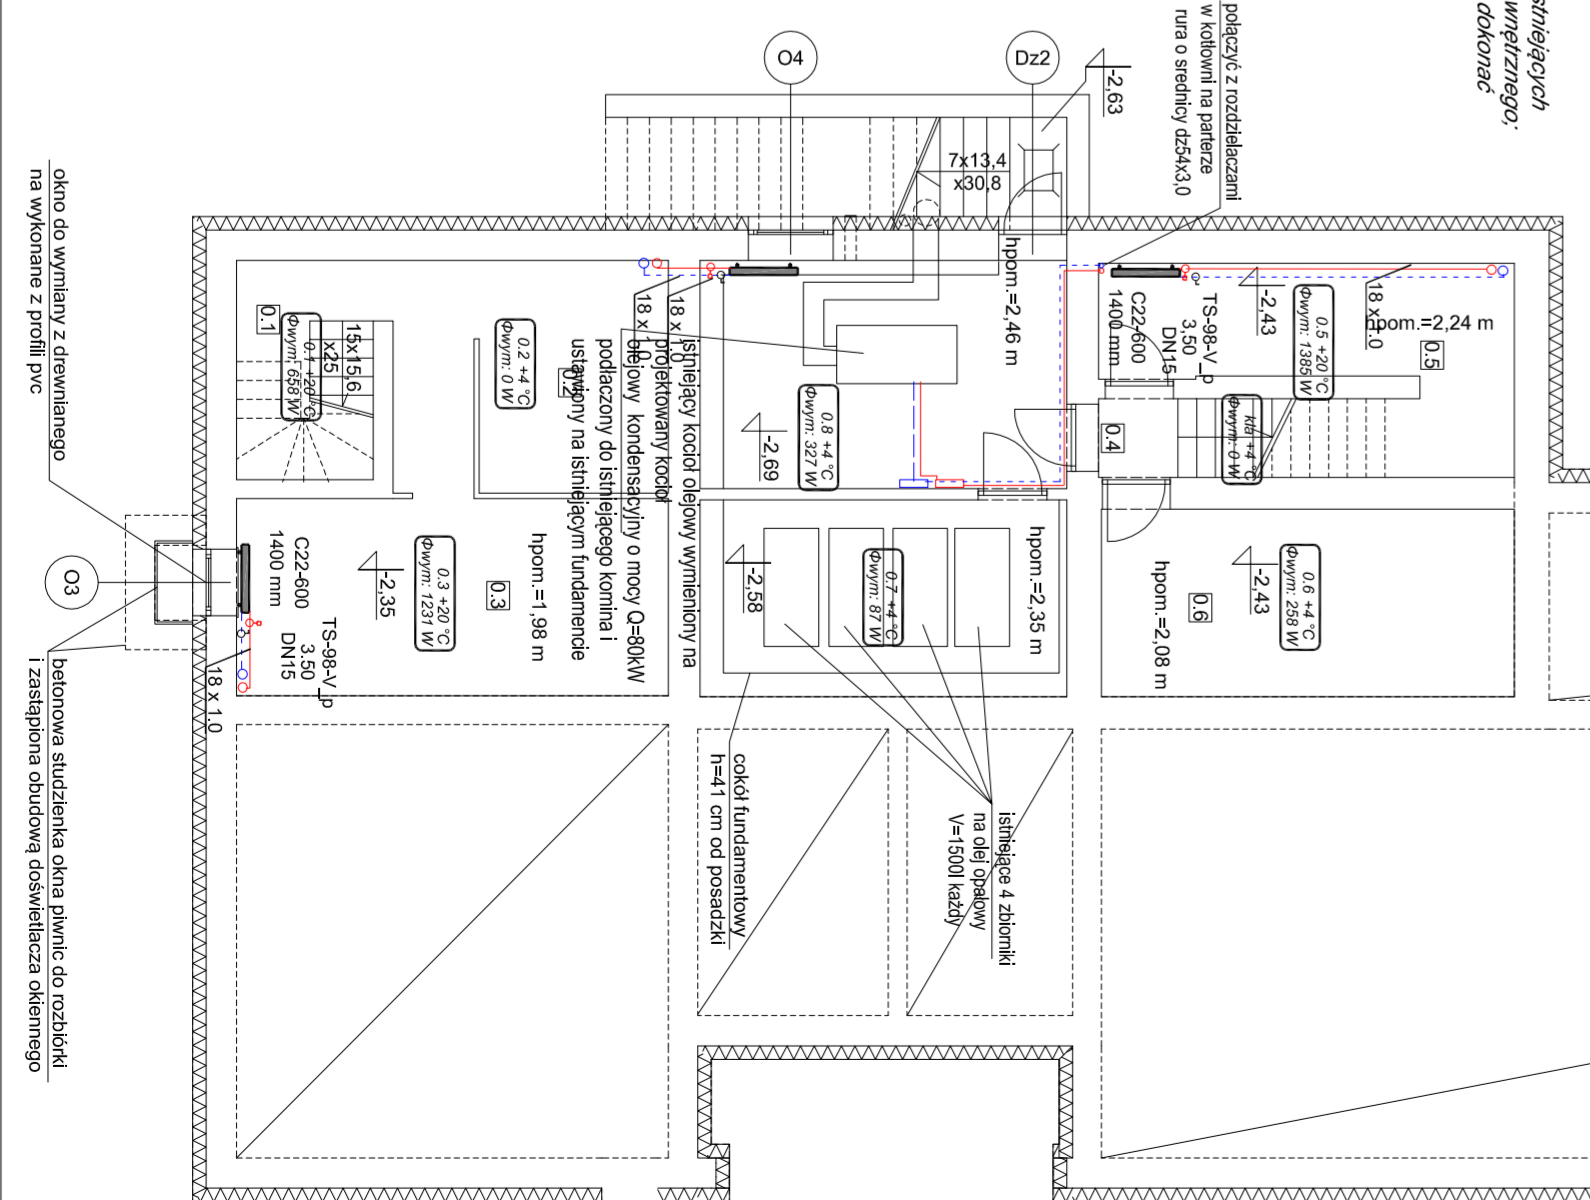 stniejących
wnętrznego;
dokonać
połączyć z rozdzielaczami
w kotłowni na parterze
rura o srednicy dz54x3,0
O4
Dz2
-2,63
7x13,4
x30,8
okno do wymiany z drewnianego
na wykonane z profili pvc
0.1
0.1 +20 °C
Φwym: 658 W
15x15,6
x25
0.2 +4 °C
Φwym: 0 W
0.2
18 x 1.0
18 x 1.0
istniejący kocioł olejowy wymieniony na
projektowany kocioł
olejowy kondensacyjny o mocy Q=80kW
podłaczony do istniejącego komina i
ustawiony na istniejącym fundamencie
hpom.=2,46 m
0.8 +4 °C
Φwym: 327 W
-2,69
TS-98-V_p
3.50
DN15
C22-600
1400 mm
-2,43
0.5 +20 °C
Φwym: 1385 W
18 x 1.0
hpom.=2,24 m
0.5
0.4
kla +4 °C
Φwym: 0 W
O3
C22-600
1400 mm
TS-98-V_p
3.50
DN15
18 x 1.0
-2,35
0.3 +20 °C
Φwym: 1231 W
0.3
hpom.=1,98 m
-2,58
0.7 +4 °C
Φwym: 87 W
hpom.=2,35 m
hpom.=2,08 m
0.6
-2,43
0.6 +4 °C
Φwym: 258 W
betonowa studzienka okna piwnic do rozbiórki
i zastąpiona obudową doświetlacza okiennego
cokół fundamentowy
h=41 cm od posadzki
istniejące 4 zbiorniki
na olej opałowy
V=1500l każdy